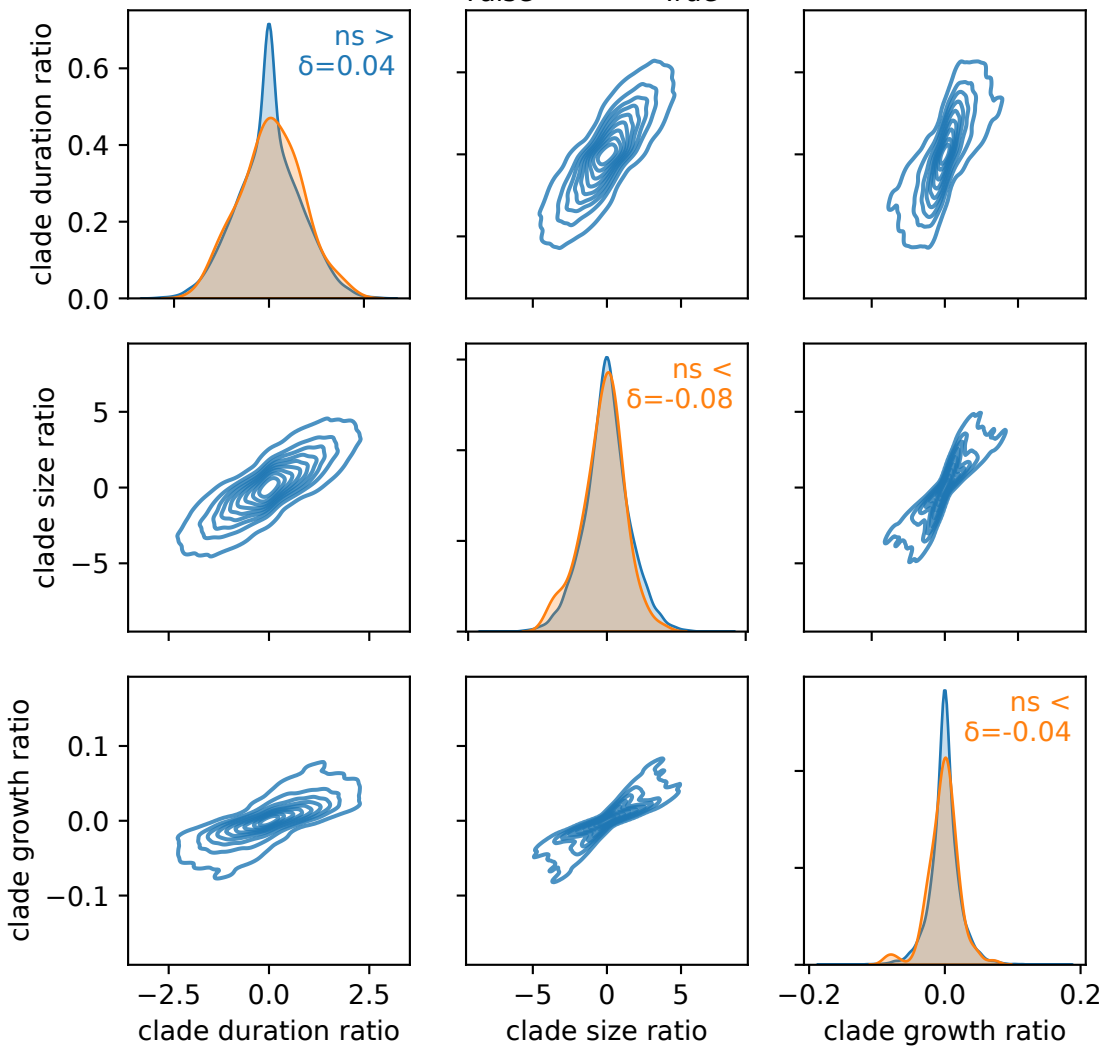 clade duration ratio
0.6
0.4
0.2
0.0
ns >
δ=0.04
clade size ratio
5
0
−5
ns <
δ=-0.08
clade growth ratio
0.1
0.0
−0.1
ns <
δ=-0.04
−2.5 0.0 2.5
clade duration ratio
−5 0 5
clade size ratio
−0.2 0.0 0.2
clade growth ratio